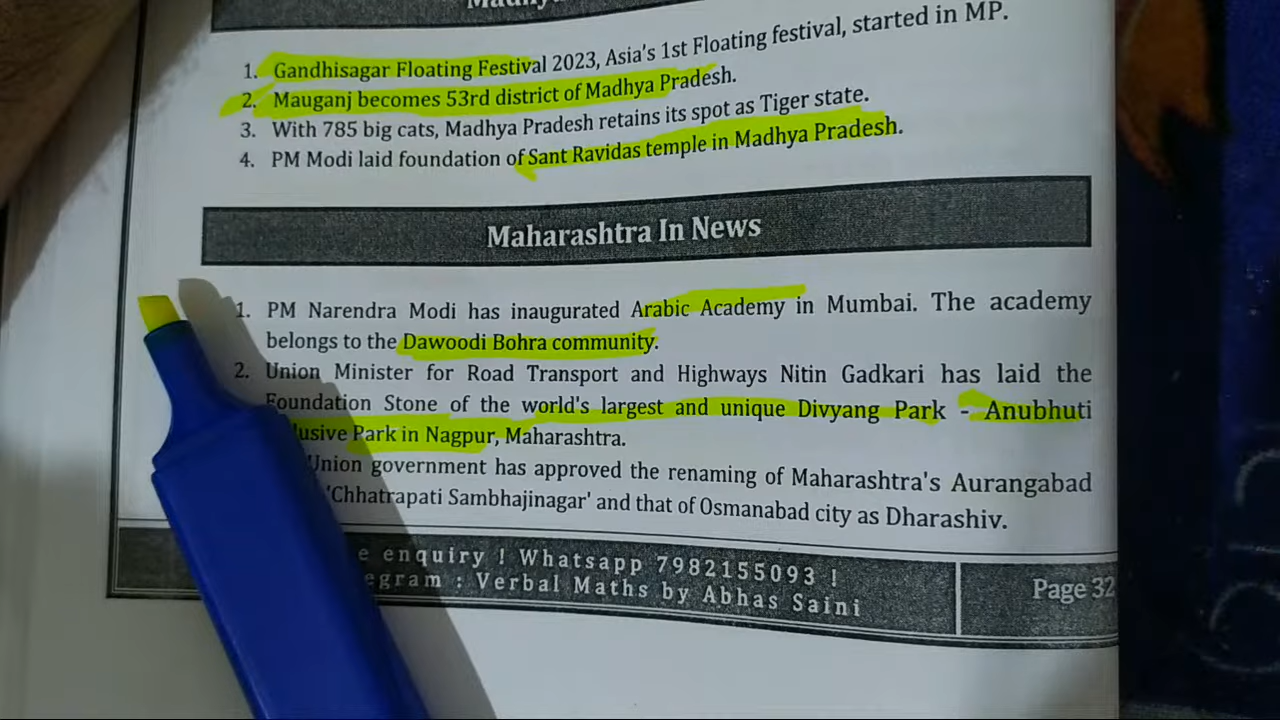 1. Gandhisagar Floating Festival 2023, Asia's 1st Floating festival, started in MP.
2. Mauganj becomes 53rd district of Madhya Pradesh.
3. With 785 big cats, Madhya Pradesh retains its spot as Tiger state.
4. PM Modi laid foundation of Sant Ravidas temple in Madhya Pradesh.
Maharashtra In News
1. PM Narendra Modi has inaugurated Arabic Academy in Mumbai. The academy
belongs to the Dawoodi Bohra community.
2. Union Minister for Road Transport and Highways Nitin Gadkari has laid the
Foundation Stone of the world's largest and unique Divyang Park - Anubhuti
lusive Park in Nagpur, Maharashtra.
Union government has approved the renaming of Maharashtra's Aurangabad
'Chhatrapati Sambhajinagar' and that of Osmanabad city as Dharashiv.
e enquiry ! Whatsapp 7982155093 !
egram : Verbal Maths by Abhas Saini
Page 32